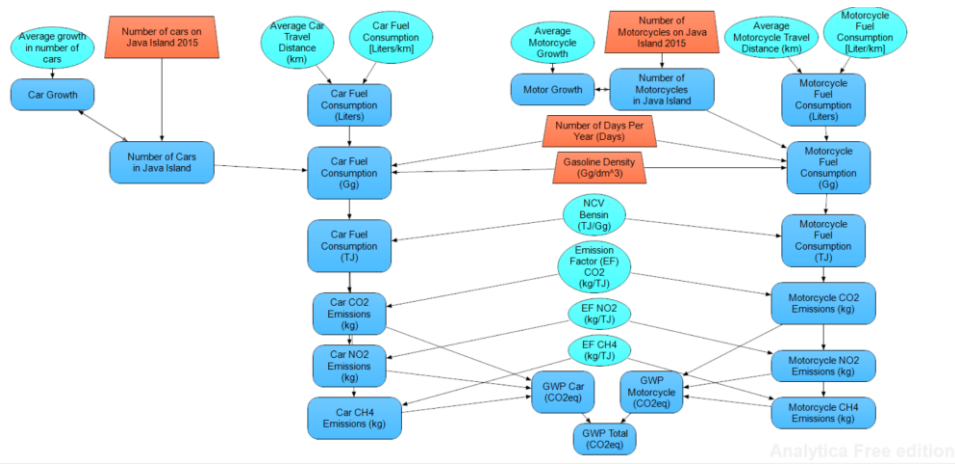 Average growth
in number of
cars
Number of cars on
Java Island 2015
Average Car
Travel
Distance
(km)
Car Fuel
Consumption
[Liters/km]
Average
Motorcycle
Growth
Number of
Motorcycles on Java
Island 2015
Average
Motorcycle Travel
Distance (km)
Motorcycle
Fuel
Consumption
[Liter/km]
Car Growth
Car Fuel
Consumption
(Liters)
Motor Growth
Number of
Motorcycles
in Java Island
Motorcycle
Fuel
Consumption
(Liters)
Number of Days Per
Year (Days)
Number of Cars
in Java Island
Car Fuel
Consumption
(Gg)
Gasoline Density
(Gg/dm^3)
Motorcycle
Fuel
Consumption
(Gg)
NCV
Bensin
(TJ/Gg)
Car Fuel
Consumption
(TJ)
Motorcycle
Fuel
Consumption
(TJ)
Emission
Factor (EF)
CO2
(kg/TJ)
Car CO2
Emissions
(kg)
Motorcycle CO2
Emissions (kg)
EF NO2
(kg/TJ)
Car NO2
Emissions
(kg)
EF CH4
(kg/TJ)
Motorcycle NO2
Emissions (kg)
GWP Car
(CO2eq)
GWP
Motorcycle
(CO2eq)
Car CH4
Emissions (kg)
Motorcycle CH4
Emissions (kg)
GWP Total
(CO2eq)
Analytica Free edition